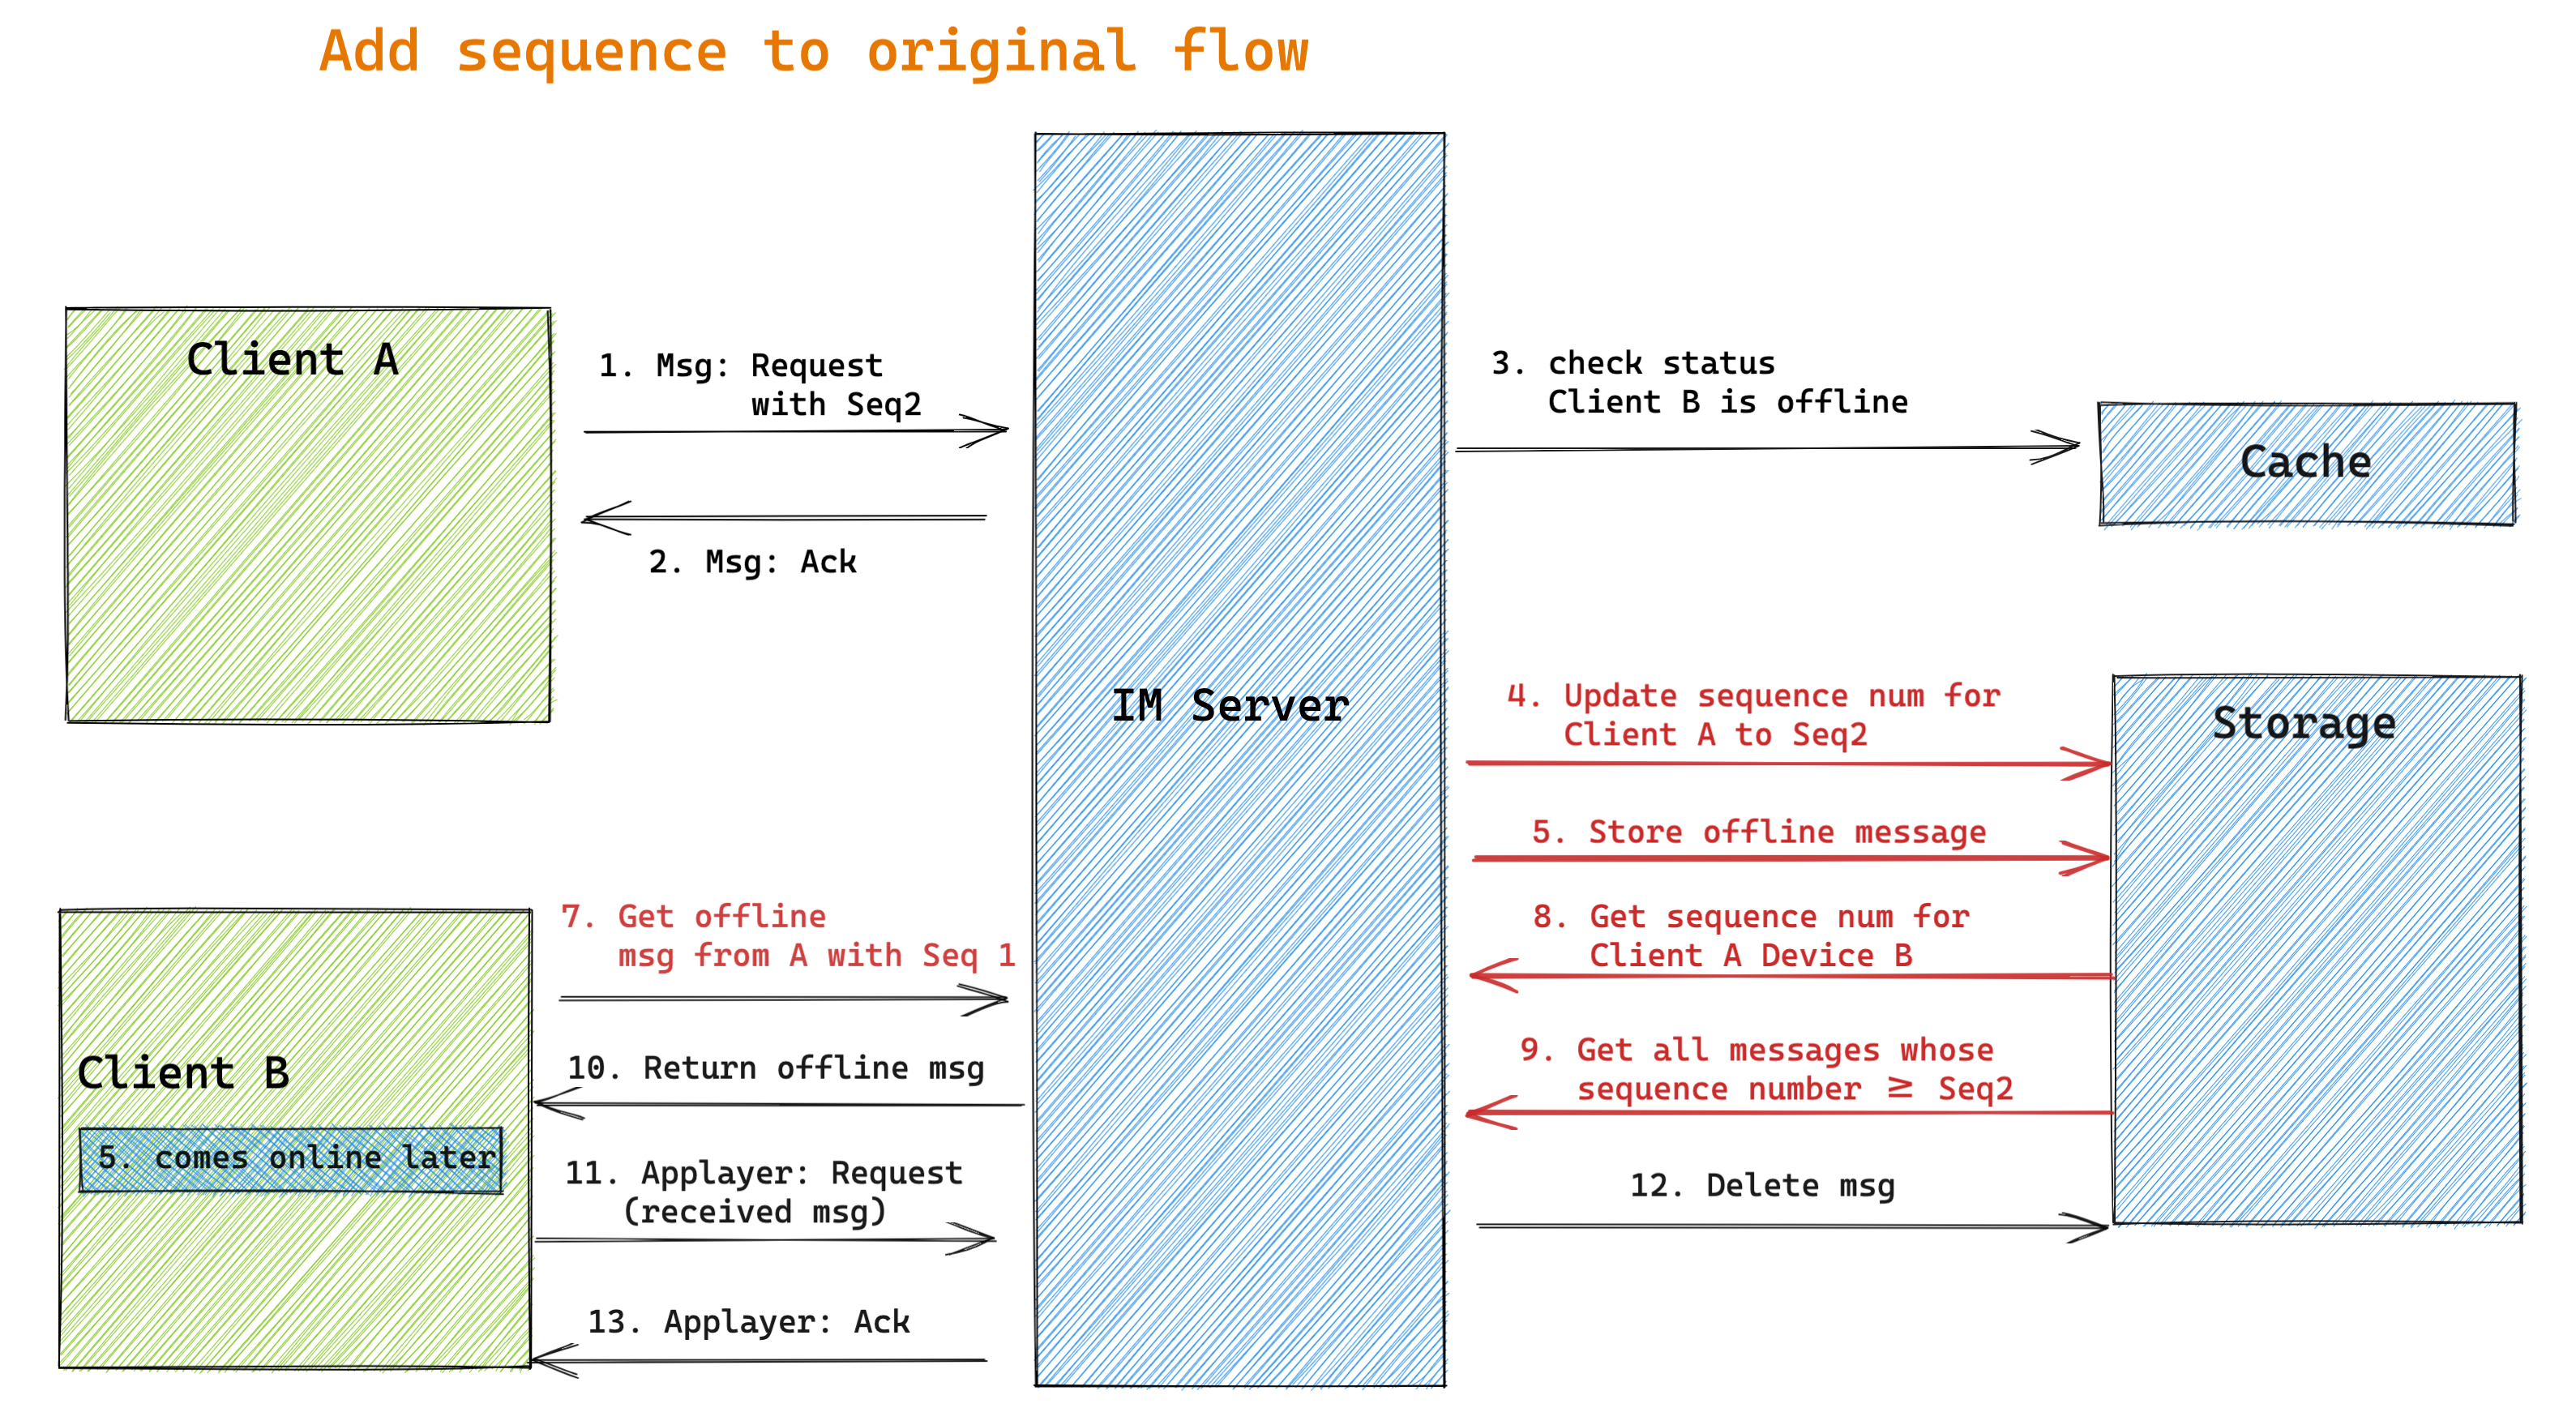 Add sequence to original flow
Client A
1. Msg: Request
with Seq2
2. Msg: Ack
IM Server
3. check status
Client B is offline
Cache
4. Update sequence num for
Client A to Seq2
Storage
5. Store offline message
7. Get offline
msg from A with Seq 1
8. Get sequence num for
Client A Device B
9. Get all messages whose
sequence number ≥ Seq2
Client B
5. comes online later
10. Return offline msg
11. Applayer: Request
(received msg)
12. Delete msg
13. Applayer: Ack